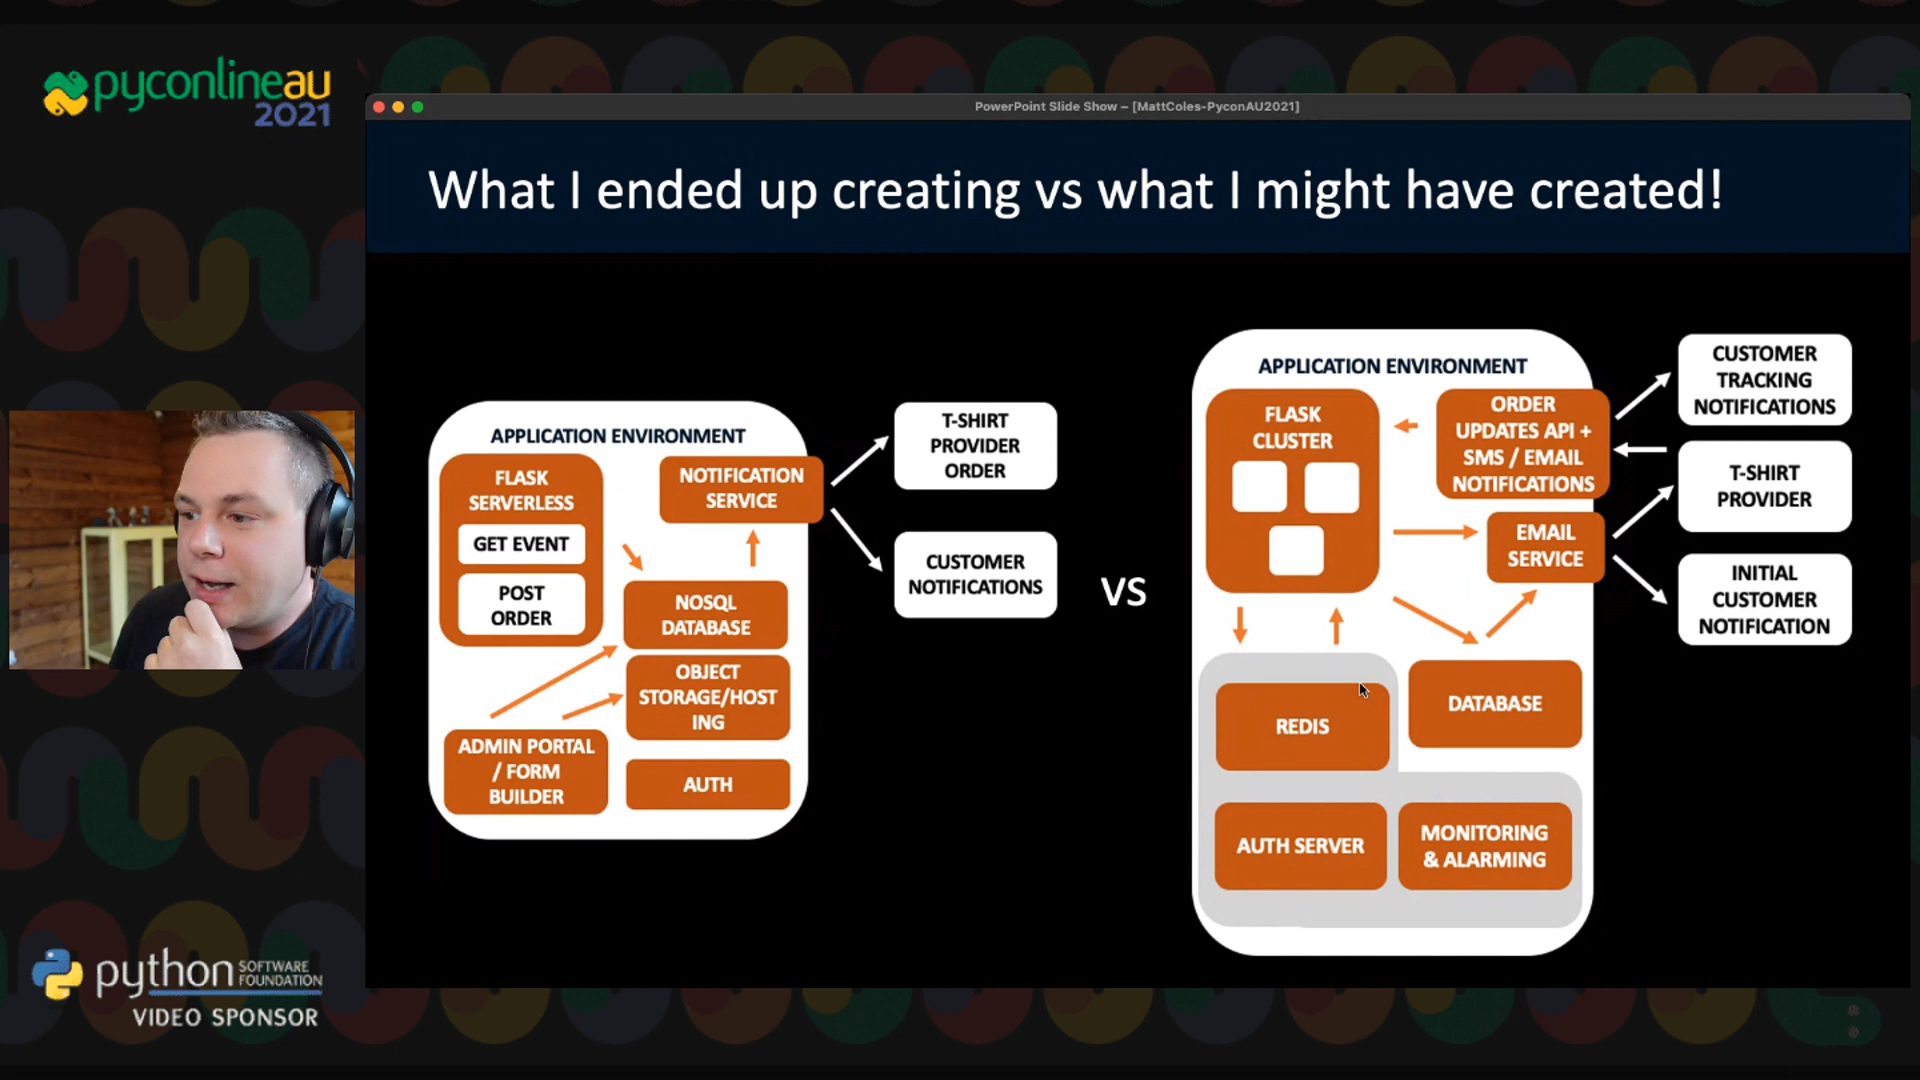 pyconlineau
2021
PowerPoint Slide Show – [MattColes-PyconAU2021]
What I ended up creating vs what I might have created!
APPLICATION ENVIRONMENT
FLASK
SERVERLESS
GET EVENT
POST
ORDER
NOTIFICATION
SERVICE
NOSQL
DATABASE
OBJECT
STORAGE/HOST
ING
ADMIN PORTAL
/ FORM
BUILDER
AUTH
T-SHIRT
PROVIDER
ORDER
CUSTOMER
NOTIFICATIONS
VS
APPLICATION ENVIRONMENT
FLASK
CLUSTER
ORDER
UPDATES API +
SMS / EMAIL
NOTIFICATIONS
EMAIL
SERVICE
REDIS
DATABASE
AUTH SERVER
MONITORING
& ALARMING
CUSTOMER
TRACKING
NOTIFICATIONS
T-SHIRT
PROVIDER
INITIAL
CUSTOMER
NOTIFICATION
python SOFTWARE
FOUNDATION
VIDEO SPONSOR